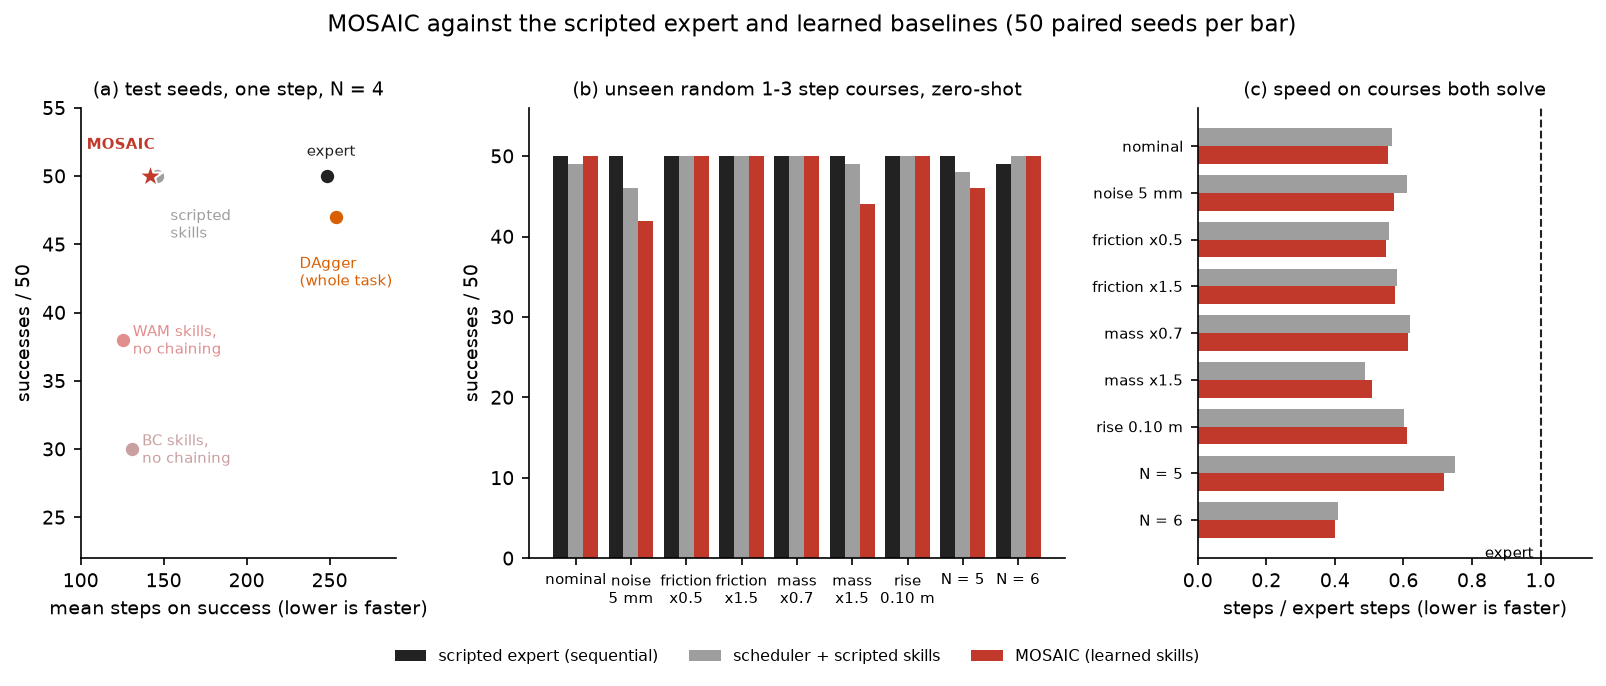 MOSAIC against the scripted expert and learned baselines (50 paired seeds per bar)
(a) test seeds, one step, N = 4
55
50
45
40
35
30
25
successes / 50
MOSAIC
expert
scripted
skills
DAgger
(whole task)
WAM skills,
no chaining
BC skills,
no chaining
100
150
200
250
mean steps on success (lower is faster)
(b) unseen random 1-3 step courses, zero-shot
50
40
30
20
10
0
successes / 50
nominal
noise
5 mm
friction
x0.5
friction
x1.5
mass
x0.7
mass
x1.5
rise
0.10 m
N = 5
N = 6
(c) speed on courses both solve
nominal
noise 5 mm
friction x0.5
friction x1.5
mass x0.7
mass x1.5
rise 0.10 m
N = 5
N = 6
expert
0.0
0.2
0.4
0.6
0.8
1.0
steps / expert steps (lower is faster)
scripted expert (sequential)
scheduler + scripted skills
MOSAIC (learned skills)